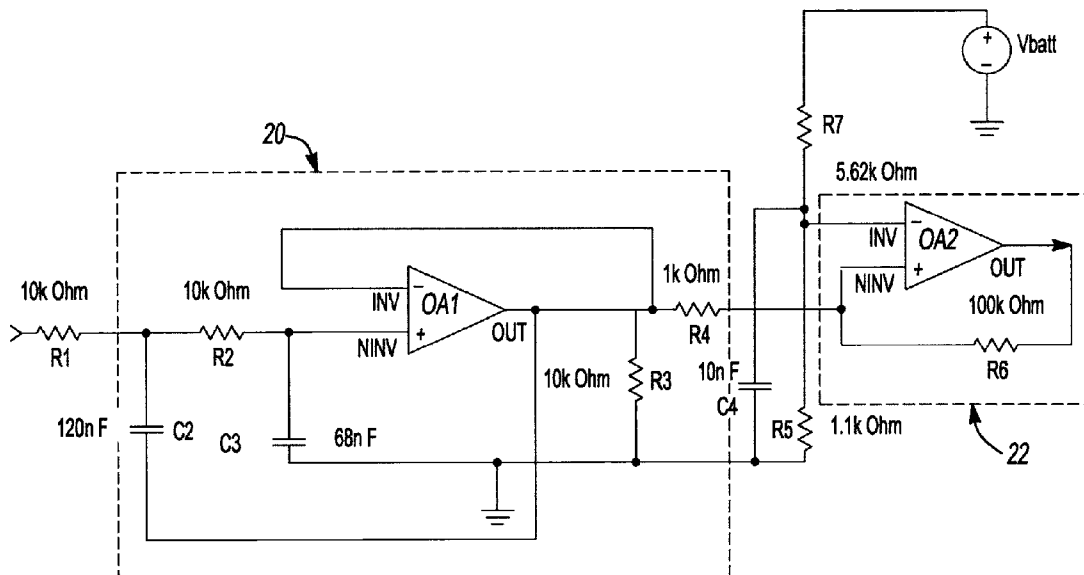 +
Vbatt
-
20
R7
5.62k Ohm
-
INV
OA2
+
NINV
OUT
1k Ohm
10k Ohm
10k Ohm
-
INV
OA1
+
NINV
OUT
100k Ohm
R1
R2
R4
R6
10k Ohm
R3
10n F
C4
120n F
C2
C3
68n F
R5
1.1k Ohm
22